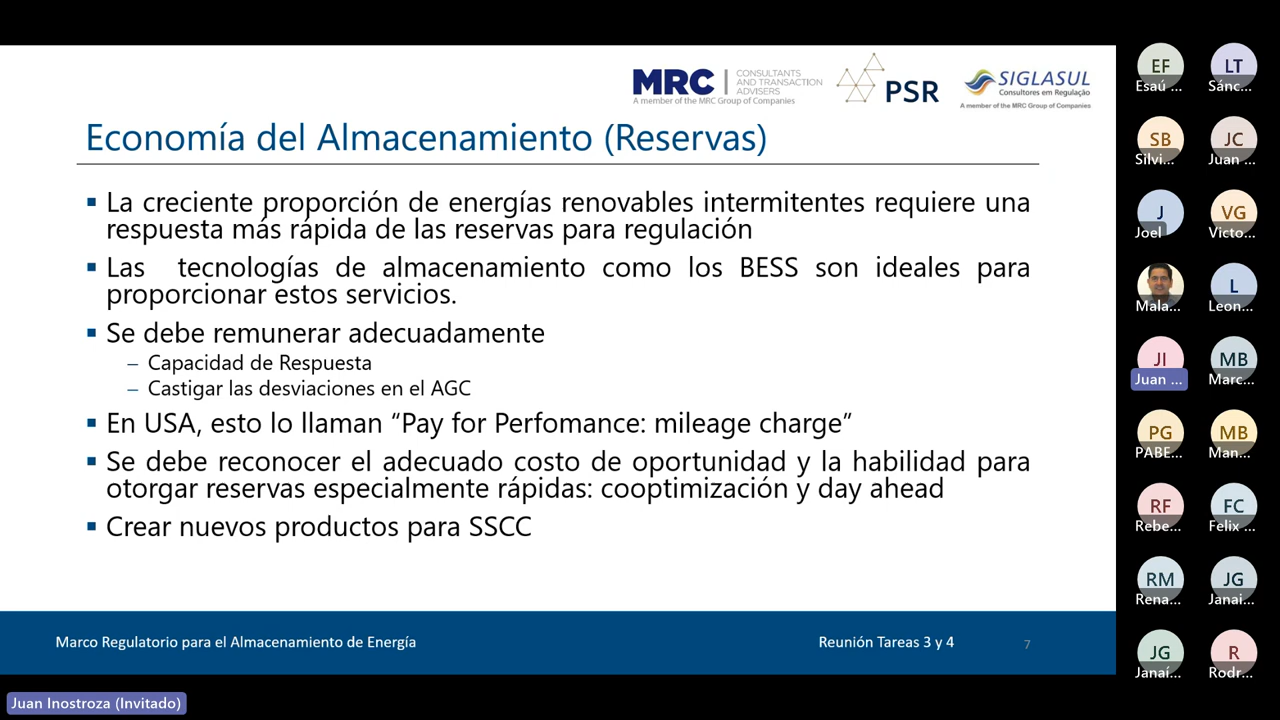 MRC
CONSULTANTS
AND TRANSACTION
ADVISERS
A member of the MRC Group of Companies
PSR
SIGLASUL
Consultores em Regulação
A member of the MRC Group of Companies
Economía del Almacenamiento (Reservas)
▪ La creciente proporción de energías renovables intermitentes requiere una
respuesta más rápida de las reservas para regulación
▪ Las tecnologías de almacenamiento como los BESS son ideales para
proporcionar estos servicios.
▪ Se debe remunerar adecuadamente
– Capacidad de Respuesta
– Castigar las desviaciones en el AGC
▪ En USA, esto lo llaman “Pay for Perfomance: mileage charge”
▪ Se debe reconocer el adecuado costo de oportunidad y la habilidad para
otorgar reservas especialmente rápidas: cooptimización y day ahead
▪ Crear nuevos productos para SSCC
Marco Regulatorio para el Almacenamiento de Energía
Reunión Tareas 3 y 4
7
Juan Inostroza (Invitado)
EF
LT
Esaú ...
Sánc...
SB
JC
Silvi...
Juan ...
J
VG
Joel
Victo...
L
Mala...
Leon...
JI
MB
Juan ...
Marc...
PG
MB
PABE...
Man...
RF
FC
Rebe...
Felix ...
RM
JG
Rena...
Janai...
JG
R
Janaí...
Rodr...